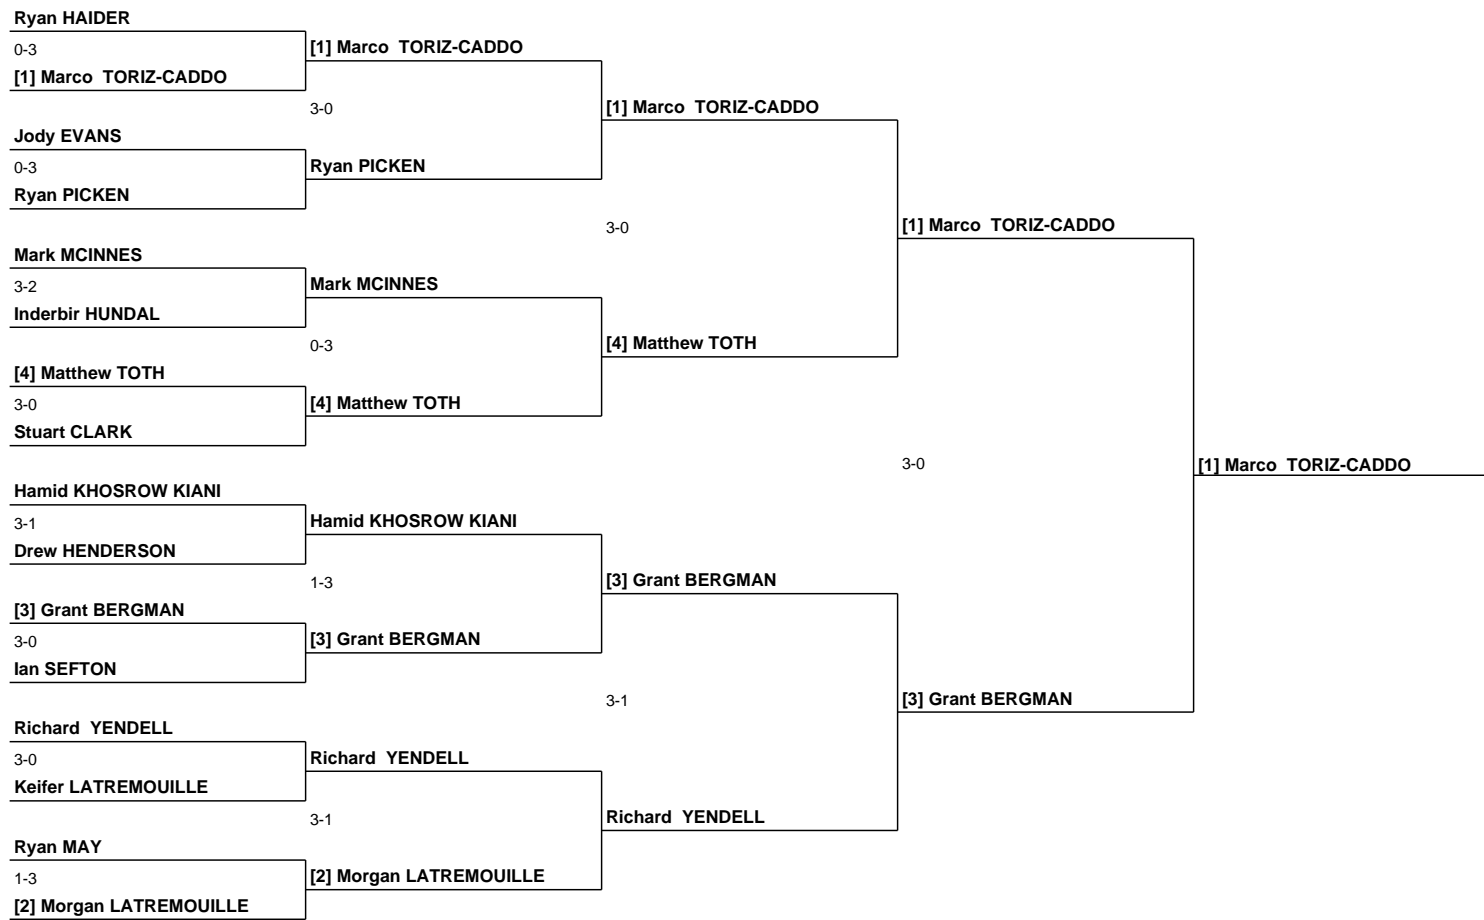 Ryan HAIDER
0-3
[1] Marco  TORIZ-CADDO
Jody EVANS
0-3
Ryan PICKEN
Mark MCINNES
3-2
Inderbir HUNDAL
[4] Matthew TOTH
3-0
Stuart CLARK
Hamid KHOSROW KIANI
3-1
Drew HENDERSON
[3] Grant BERGMAN
3-0
Ian SEFTON
Richard  YENDELL
3-0
Keifer LATREMOUILLE
Ryan MAY
1-3
[2] Morgan LATREMOUILLE
[1] Marco  TORIZ-CADDO
3-0
Ryan PICKEN
Mark MCINNES
0-3
[4] Matthew TOTH
Hamid KHOSROW KIANI
1-3
[3] Grant BERGMAN
Richard  YENDELL
3-1
[2] Morgan LATREMOUILLE
[1] Marco  TORIZ-CADDO
3-0
[4] Matthew TOTH
[3] Grant BERGMAN
3-1
Richard  YENDELL
[1] Marco  TORIZ-CADDO
3-0
[3] Grant BERGMAN
[1] Marco  TORIZ-CADDO